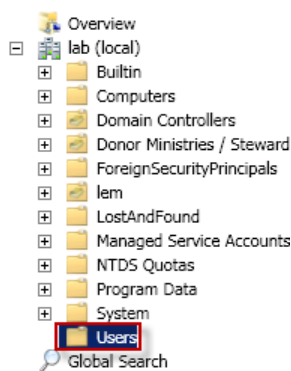 Overview
lab (local)
Builtin
Computers
Domain Controllers
Donor Ministries / Steward
ForeignSecurityPrincipals
lem
LostAndFound
Managed Service Accounts
NTDS Quotas
Program Data
System
Users
Global Search